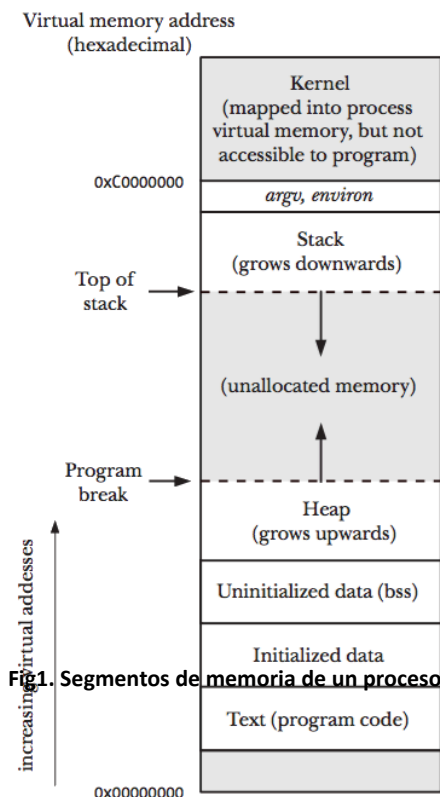 Virtual memory address
(hexadecimal)
Kernel
(mapped into process
virtual memory, but not
accessible to program)
0xC0000000
argv, environ
Stack
(grows downwards)
Top of
stack
(unallocated memory)
Program
break
Heap
(grows upwards)
increasing virtual addesses
Uninitialized data (bss)
Initialized data
Fig1. Segmentos de memoria de un proceso
Text (program code)
0x00000000